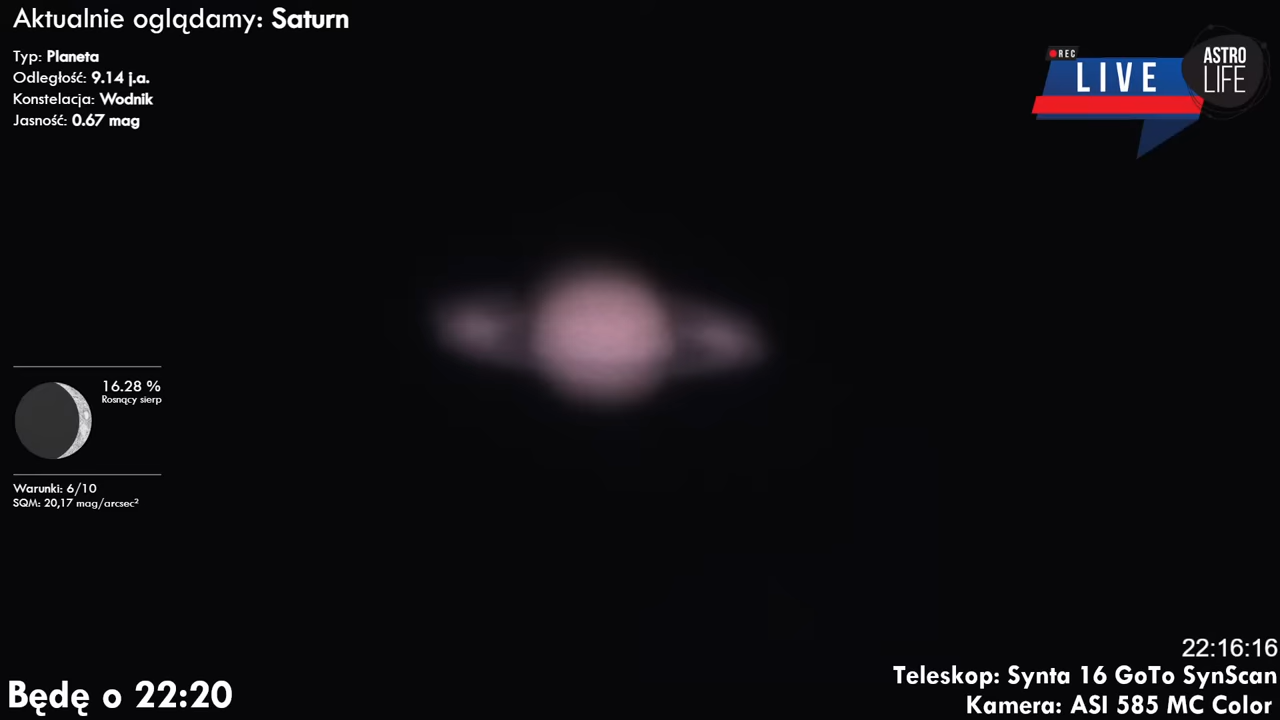 Aktualnie oglądamy: Saturn
Typ: Planeta
Odległość: 9.14 j.a.
Konstelacja: Wodnik
Jasność: 0.67 mag
REC
LIVE
ASTRO
LIFE
16.28 %
Rosnący sierp
Warunki: 6/10
SQM: 20,17 mag/arcsec²
22:16:16
Teleskop: Synta 16 GoTo SynScan
Kamera: ASI 585 MC Color
Będę o 22:20